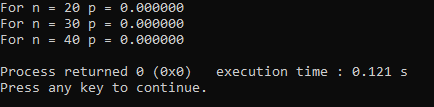 For n = 20 p = 0.000000
For n = 30 p = 0.000000
For n = 40 p = 0.000000
Process returned 0 (0x0)   execution time : 0.121 s
Press any key to continue.